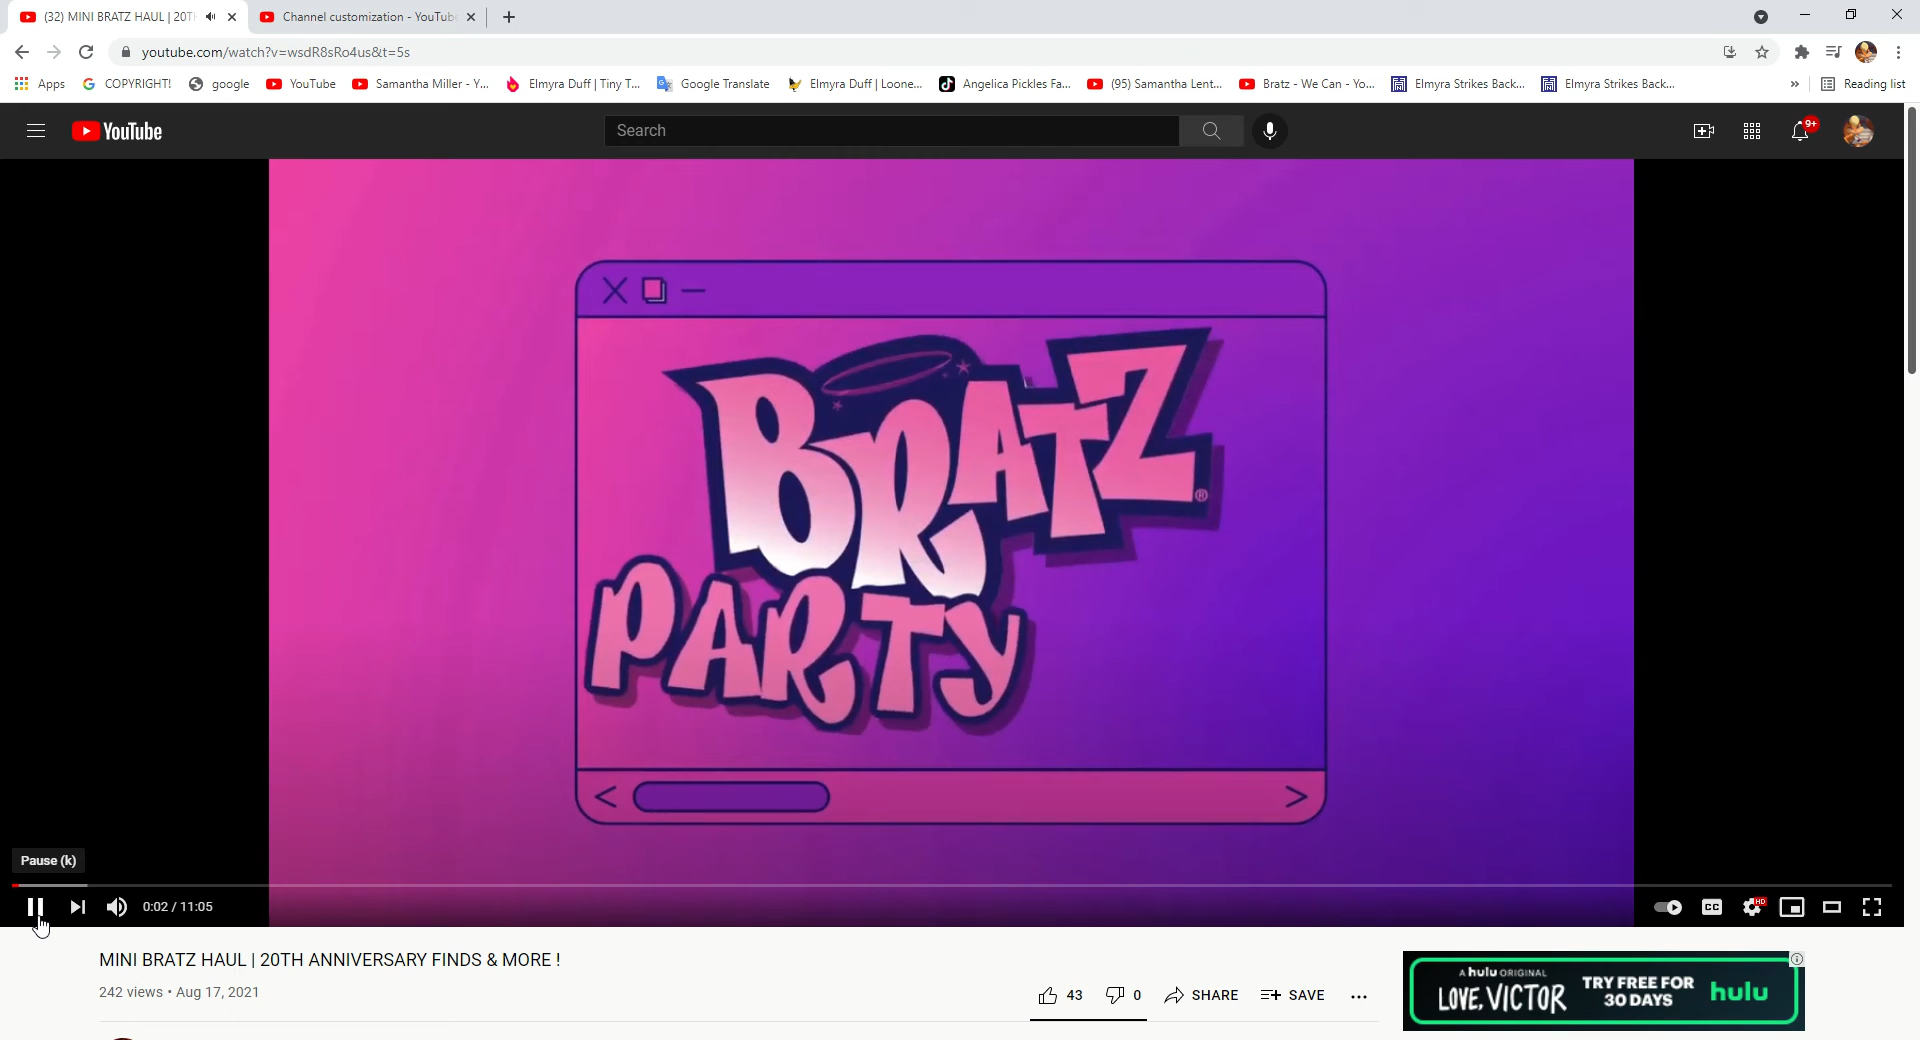 (32) MINI BRATZ HAUL | 20TH
Channel customization - YouTube
youtube.com/watch?v=wsdR8sRo4us&t=5s
Apps
COPYRIGHT!
google
YouTube
Samantha Miller - Y...
Elmyra Duff | Tiny T...
Google Translate
Elmyra Duff | Loone...
Angelica Pickles Fa...
(95) Samantha Lent...
Bratz - We Can - Yo...
Elmyra Strikes Back...
Elmyra Strikes Back...
»
Reading list
YouTube
Search
9+
BRATZ®
PARTY
Pause (k)
0:02 / 11:05
CC
HD
MINI BRATZ HAUL | 20TH ANNIVERSARY FINDS & MORE !
242 views • Aug 17, 2021
43
0
SHARE
SAVE
A hulu ORIGINAL
LOVE, VICTOR
TRY FREE FOR
30 DAYS
hulu